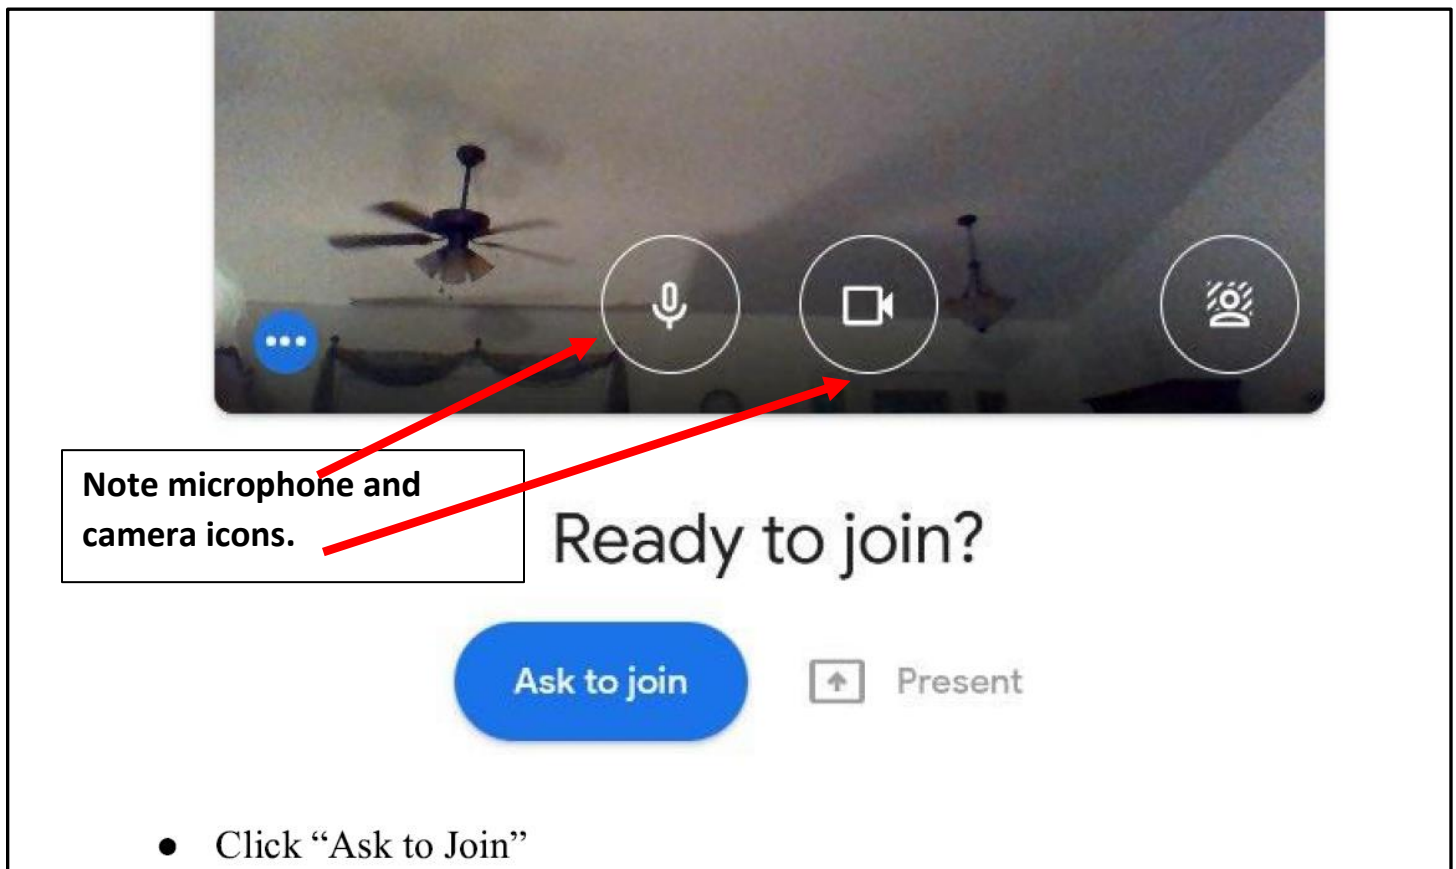 Note microphone and
camera icons.
Ready to join?
Ask to join
Present
● Click “Ask to Join”